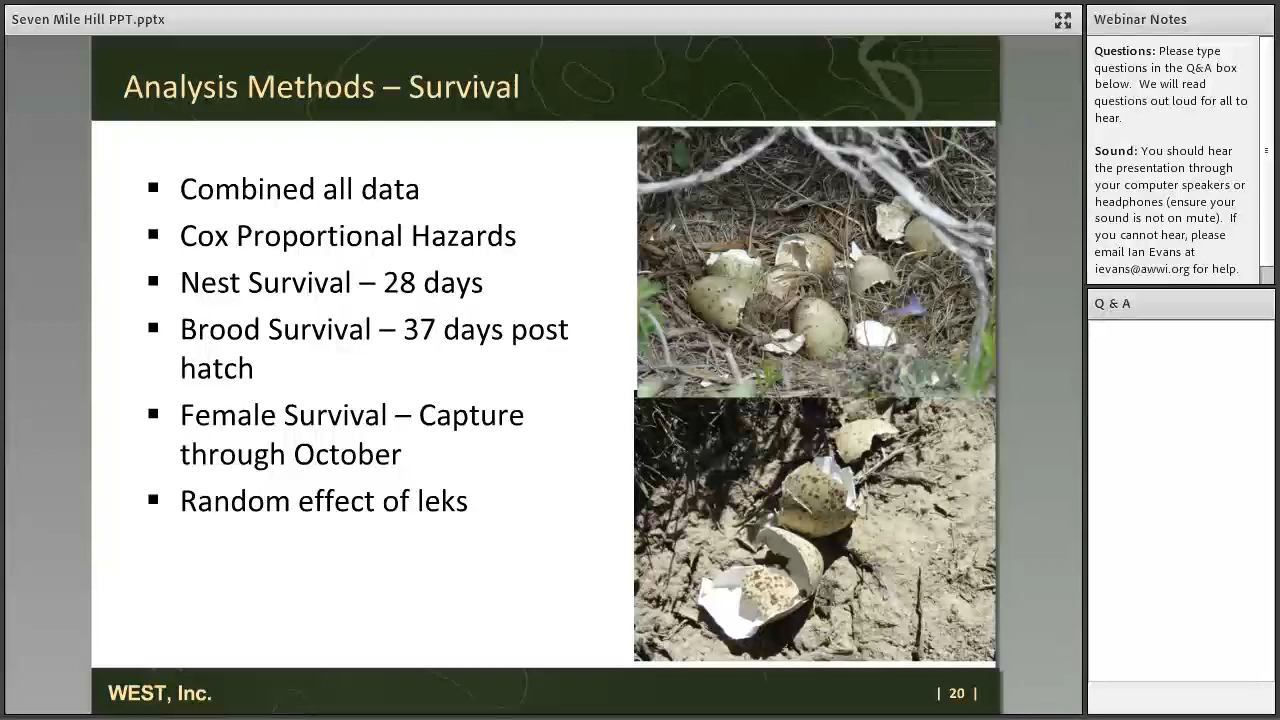 Seven Mile Hill PPT.pptx
Analysis Methods – Survival
▪ Combined all data
▪ Cox Proportional Hazards
▪ Nest Survival – 28 days
▪ Brood Survival – 37 days post
hatch
▪ Female Survival – Capture
through October
▪ Random effect of leks
WEST, Inc.
| 20 |
Webinar Notes
Questions: Please type
questions in the Q&A box
below. We will read
questions out loud for all to
hear.
Sound: You should hear
the presentation through
your computer speakers or
headphones (ensure your
sound is not on mute). If
you cannot hear, please
email Ian Evans at
ievans@awwi.org for help.
Q & A